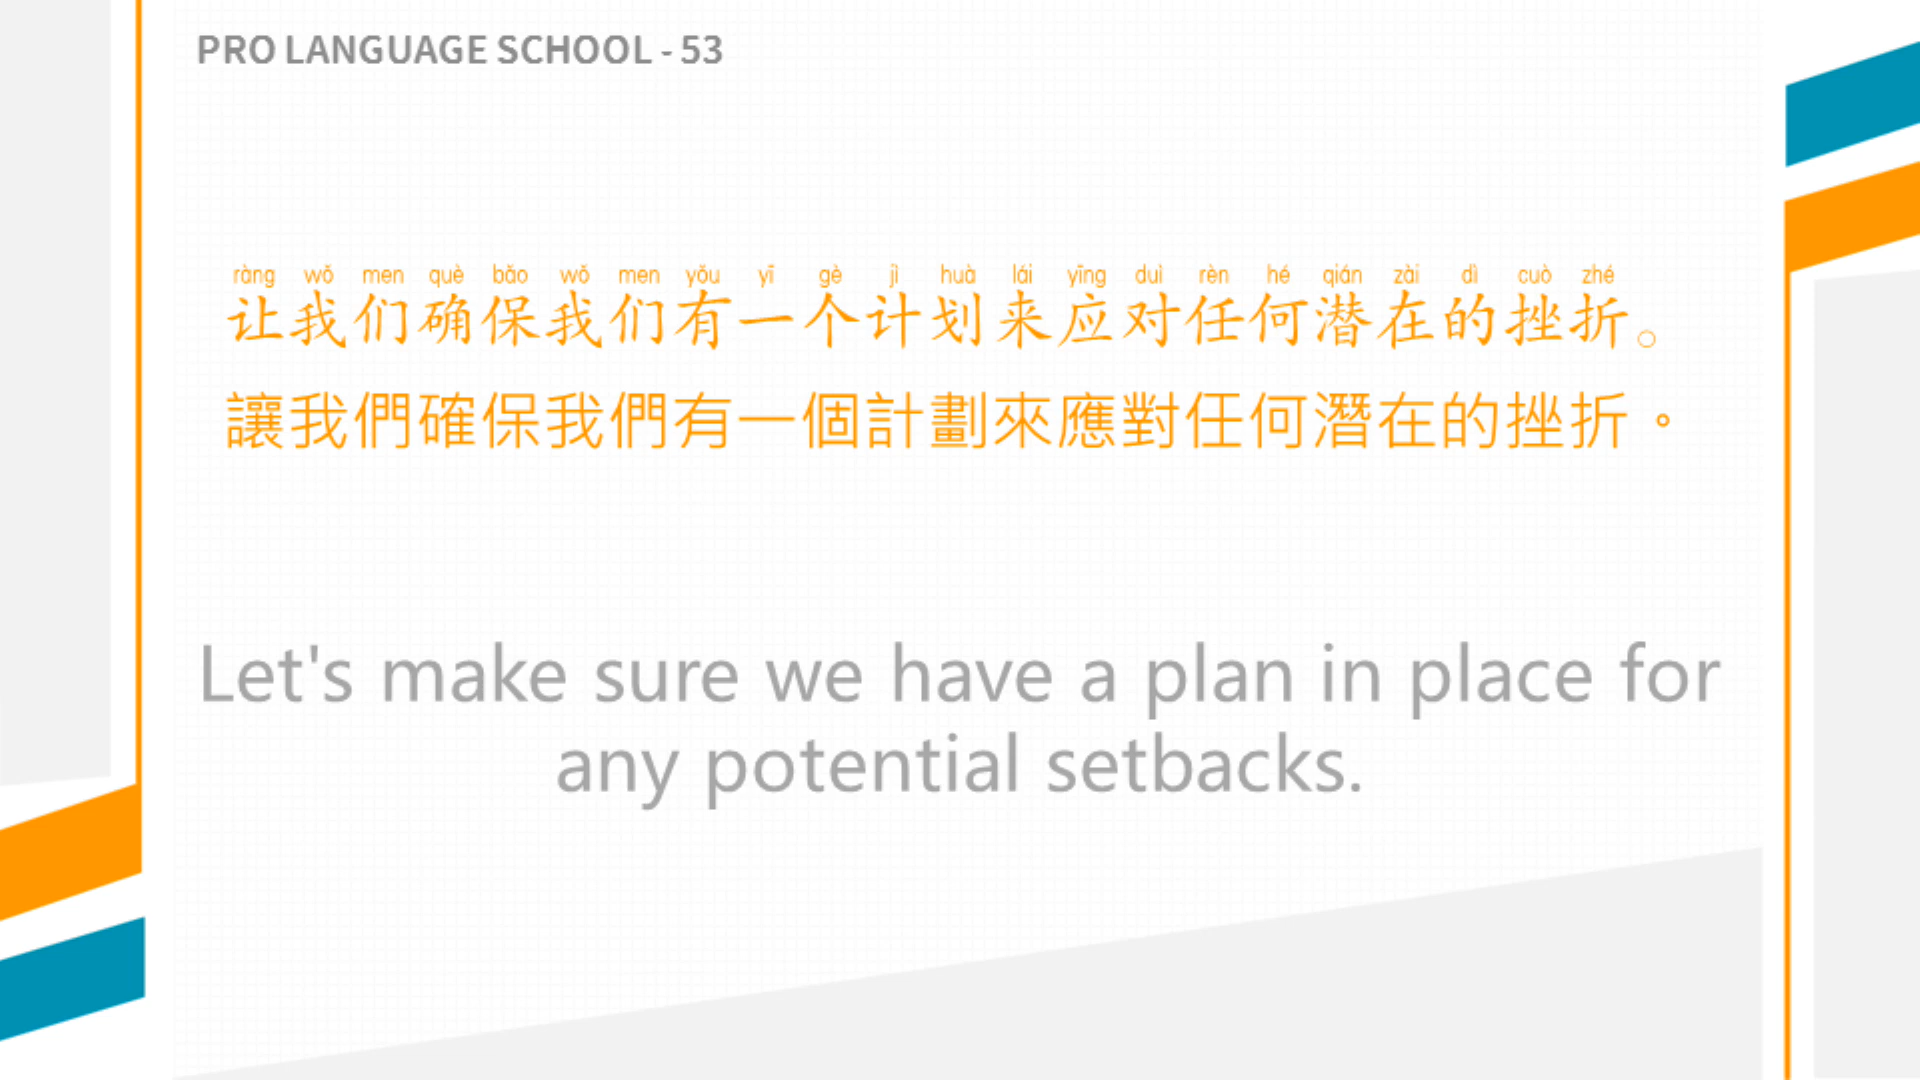 PRO LANGUAGE SCHOOL - 53
ràng wǒ men què bǎo wǒ men yǒu yī gè jì huà lái yīng duì rèn hé qián zài dì cuò zhé
让我们确保我们有一个计划来应对任何潜在的挫折。
讓我們確保我們有一個計劃來應對任何潛在的挫折。
Let's make sure we have a plan in place for
any potential setbacks.